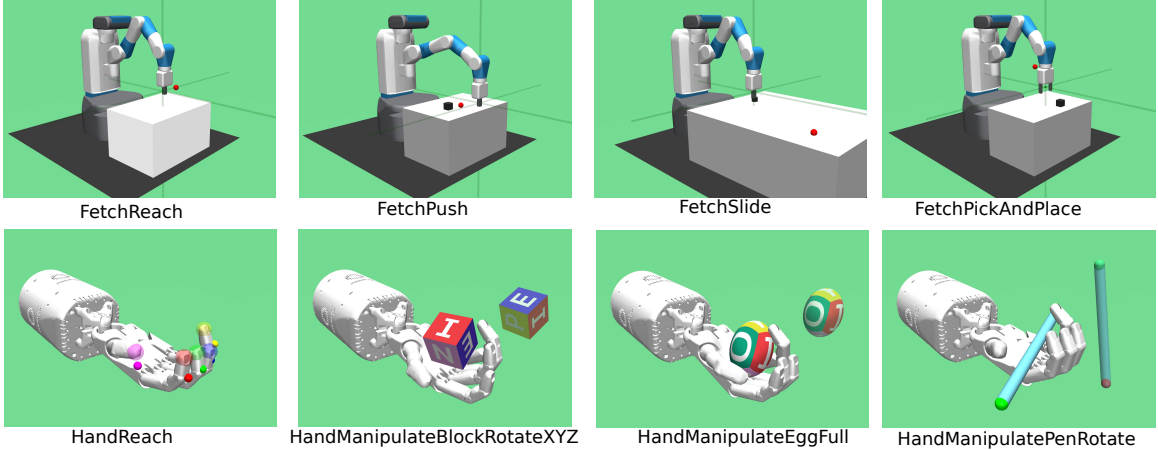 FetchReach
FetchPush
FetchSlide
FetchPickAndPlace
I
N
E
E
P
I
O
J
O
J
HandReach
HandManipulateBlockRotateXYZ
HandManipulateEggFull
HandManipulatePenRotate